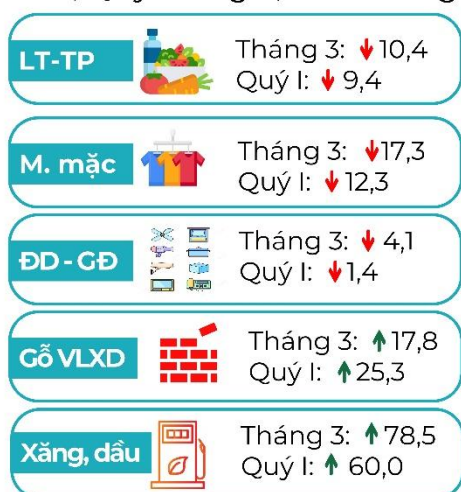 LT-TP
Tháng 3: ↓10,4
Quý I: ↓ 9,4
M. mặc
Tháng 3: ↓17,3
Quý I: ↓ 12,3
ĐD - GĐ
Tháng 3: ↓ 4,1
Quý I: ↓1,4
Gỗ VLXD
Tháng 3: ↑17,8
Quý I: ↑25,3
Xăng, dầu
Tháng 3: ↑78,5
Quý I: ↑ 60,0